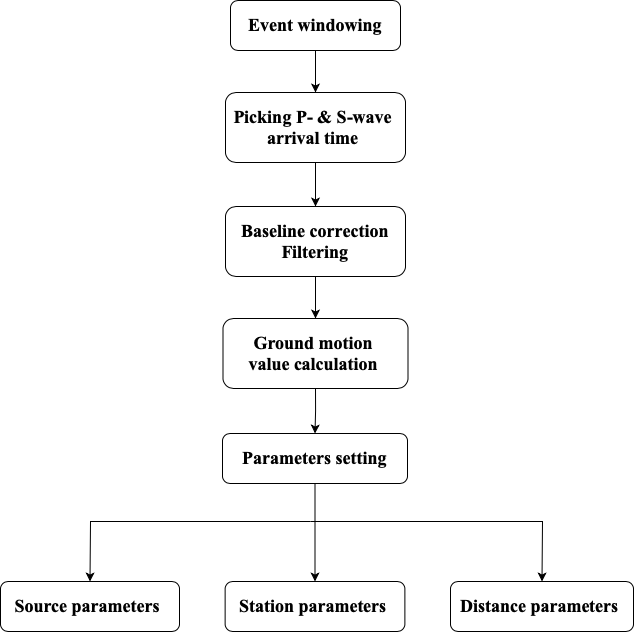 Event windowing
Picking P- & S-wave
arrival time
Baseline correction
Filtering
Ground motion
value calculation
Parameters setting
Source parameters
Station parameters
Distance parameters